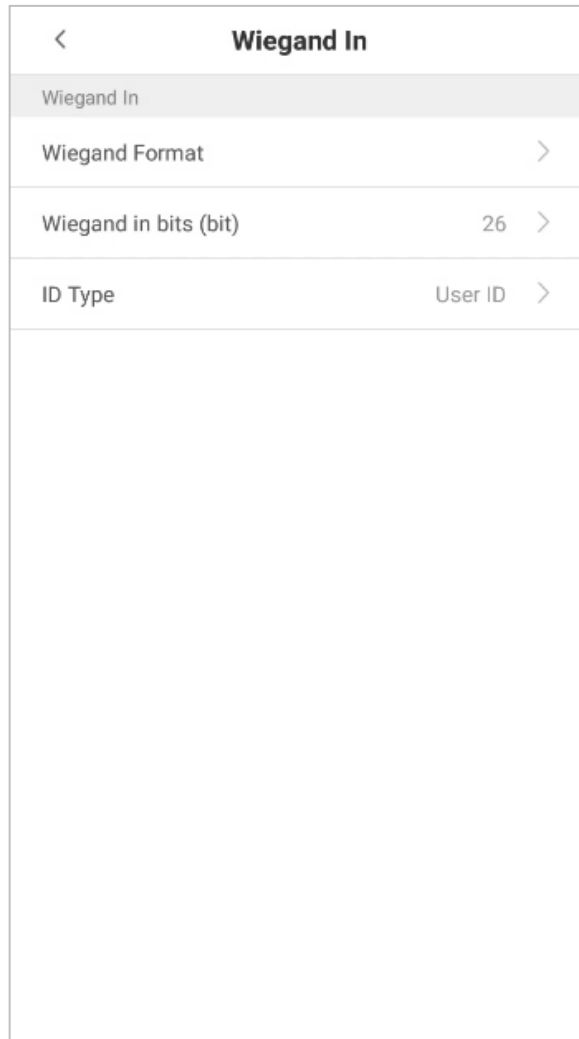 Wiegand In
Wiegand In
Wiegand Format
Wiegand in bits (bit) 26
ID Type User ID